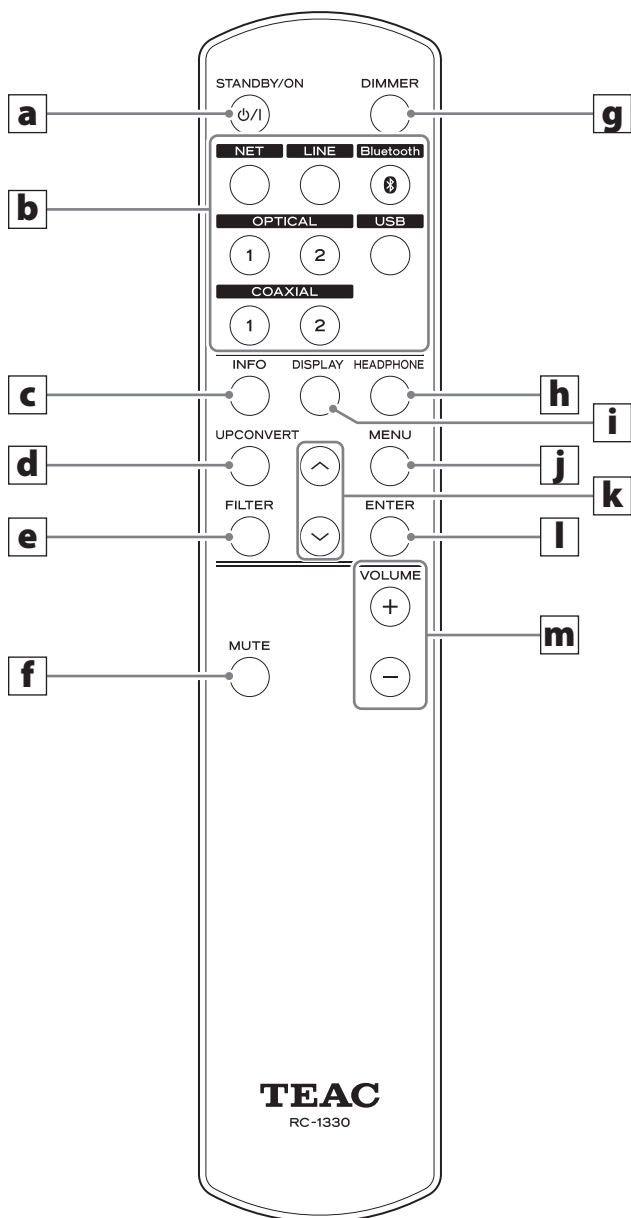 STANDBY/ON DIMMER
a ⏻/I g
NET LINE Bluetooth
b
OPTICAL USB
1 2
COAXIAL
1 2
INFO DISPLAY HEADPHONE
c h
i
UPCONVERT MENU
d j
k
FILTER ENTER
e l
VOLUME
+
m
MUTE
f −
TEAC
RC-1330